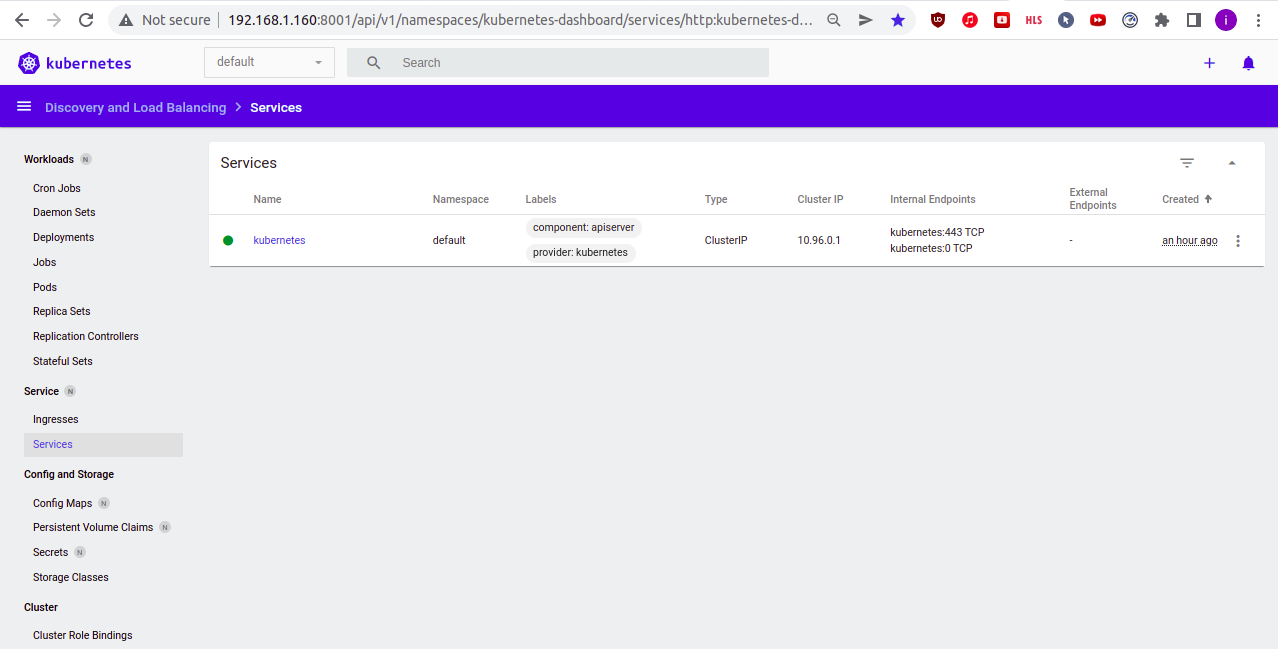 Not secure 192.168.1.160:8001/api/v1/namespaces/kubernetes-dashboard/services/http:kubernetes-d... UO HLS i
kubernetes default Search
Discovery and Load Balancing Services
Workloads N
Cron Jobs
Daemon Sets
Deployments
Jobs
Pods
Replica Sets
Replication Controllers
Stateful Sets
Service N
Ingresses
Services
Config and Storage
Config Maps N
Persistent Volume Claims N
Secrets N
Storage Classes
Cluster
Cluster Role Bindings
Services
Name Namespace Labels Type Cluster IP Internal Endpoints External Endpoints Created
kubernetes default component: apiserver provider: kubernetes ClusterIP 10.96.0.1 kubernetes:443 TCP kubernetes:0 TCP - an hour ago